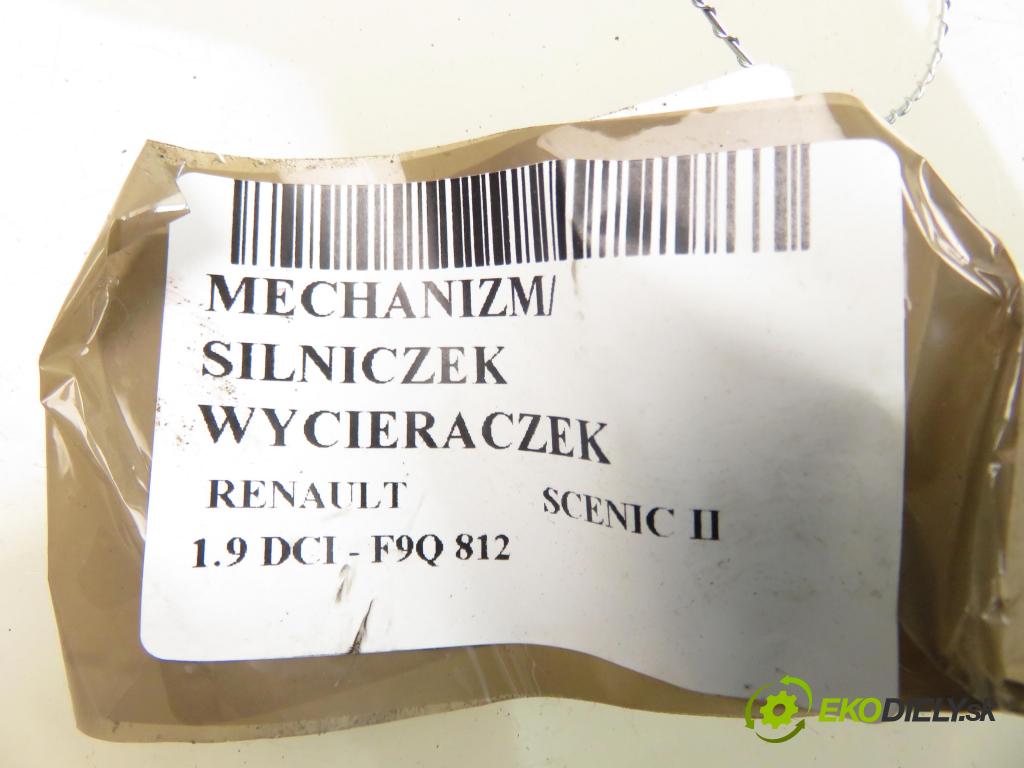 MECHANIZM/
SILNICZEK
WYCIERACZEK
RENAULT SCENIC II
1.9 DCI - F9Q 812
EKODIELY.sk